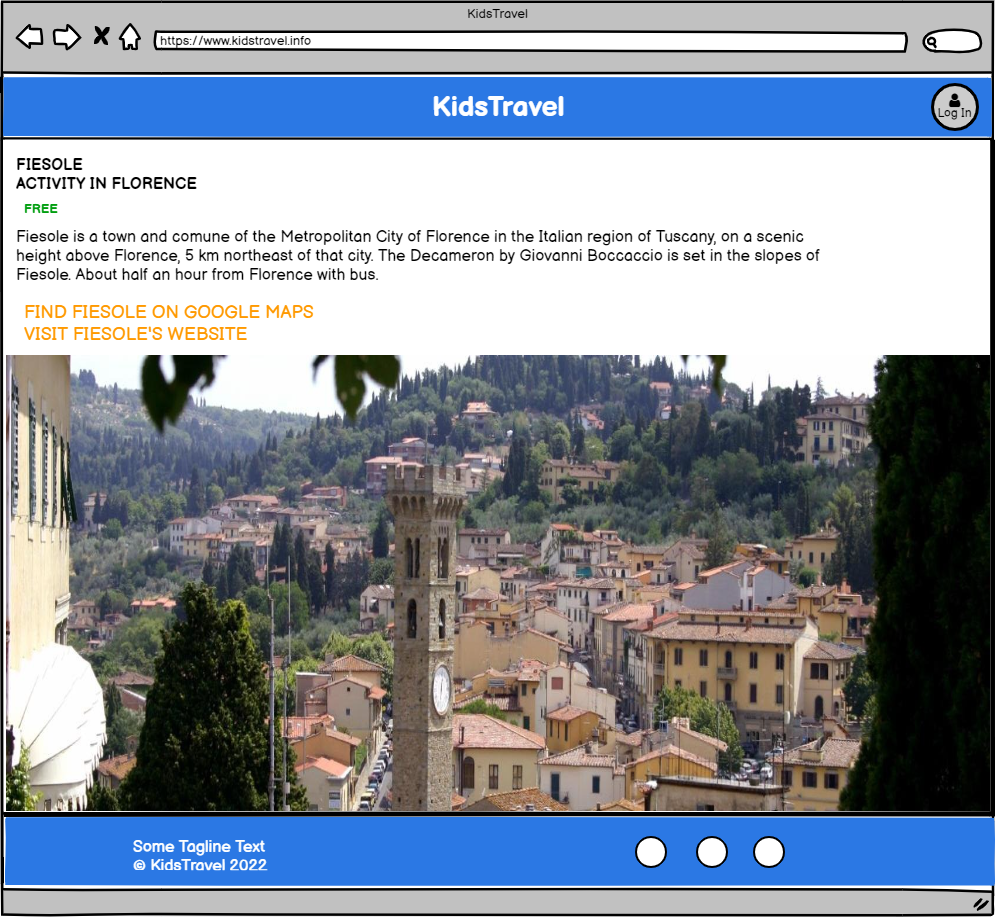 KidsTravel
https://www.kidstravel.info
KidsTravel
Log In
FIESOLE
ACTIVITY IN FLORENCE
FREE
Fiesole is a town and comune of the Metropolitan City of Florence in the Italian region of Tuscany, on a scenic
height above Florence, 5 km northeast of that city. The Decameron by Giovanni Boccaccio is set in the slopes of
Fiesole. About half an hour from Florence with bus.
FIND FIESOLE ON GOOGLE MAPS
VISIT FIESOLE'S WEBSITE
Some Tagline Text
© KidsTravel 2022